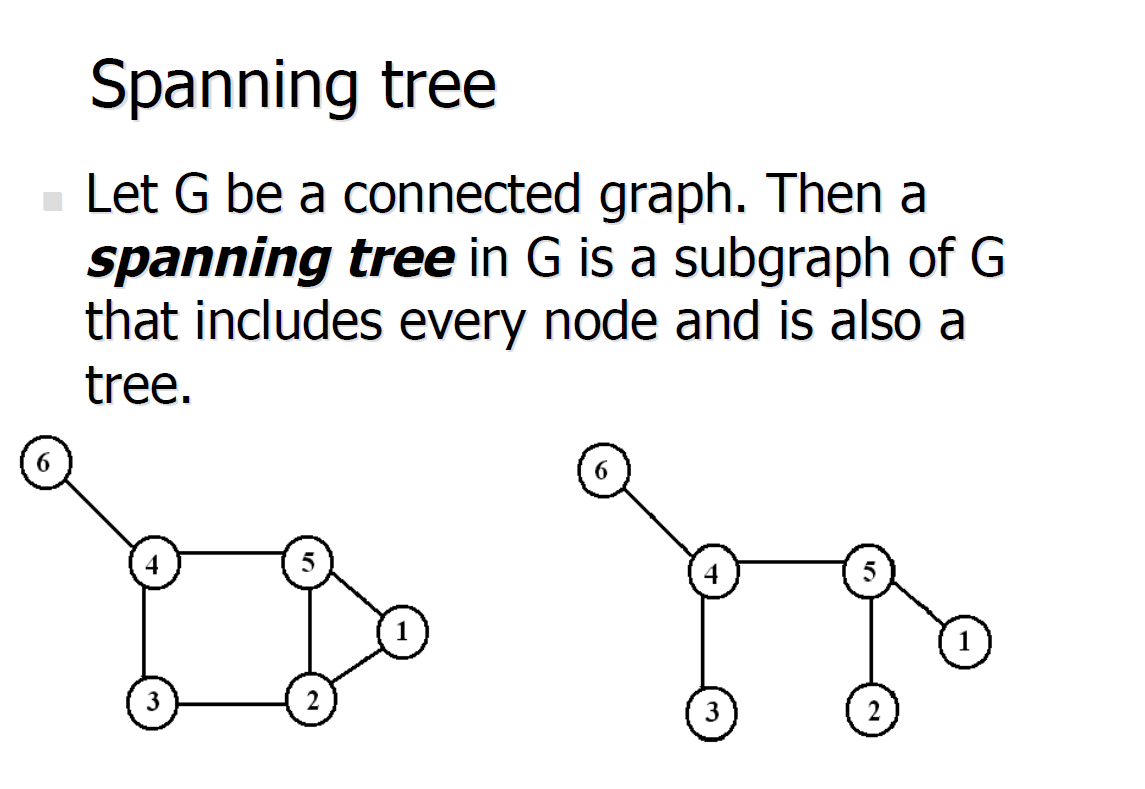 Spanning tree
Let G be a connected graph. Then a
spanning tree in G is a subgraph of G
that includes every node and is also a
tree.
6
4
5
1
3
2
6
4
5
1
3
2